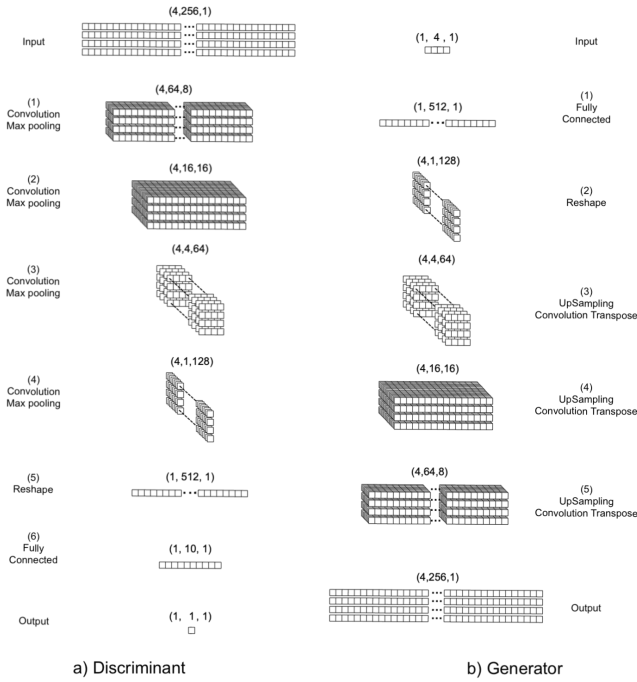 (4,256,1)
Input
(1)
Convolution
Max pooling
(4,64,8)
(2)
Convolution
Max pooling
(4,16,16)
(3)
Convolution
Max pooling
(4,4,64)
(4)
Convolution
Max pooling
(4,1,128)
(5)
Reshape
(1, 512, 1)
(6)
Fully
Connected
(1, 10, 1)
Output
(1, 1, 1)
a) Discriminant
(1, 4, 1)
Input
(1)
Fully
Connected
(1, 512, 1)
(4,1,128)
(2)
Reshape
(4,4,64)
(3)
UpSampling
Convolution Transpose
(4,16,16)
(4)
UpSampling
Convolution Transpose
(4,64,8)
(5)
UpSampling
Convolution Transpose
(4,256,1)
Output
b) Generator